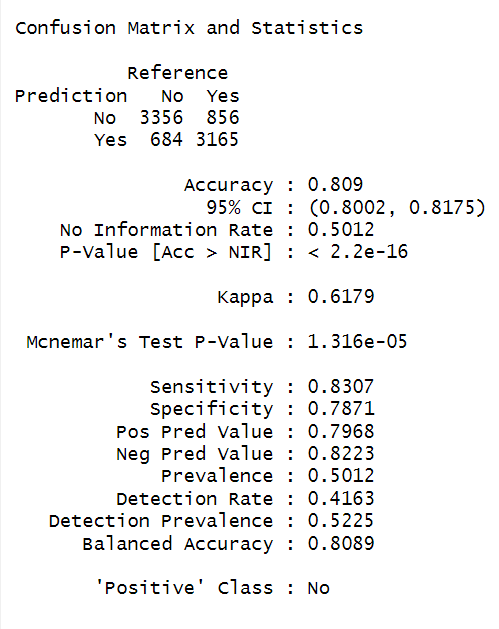 Confusion Matrix and Statistics
Reference
Prediction No Yes
No 3356 856
Yes 684 3165
Accuracy : 0.809
95% CI : (0.8002, 0.8175)
No Information Rate : 0.5012
P-Value [Acc > NIR] : < 2.2e-16
Kappa : 0.6179
Mcnemar's Test P-Value : 1.316e-05
Sensitivity : 0.8307
Specificity : 0.7871
Pos Pred Value : 0.7968
Neg Pred Value : 0.8223
Prevalence : 0.5012
Detection Rate : 0.4163
Detection Prevalence : 0.5225
Balanced Accuracy : 0.8089
'Positive' Class : No